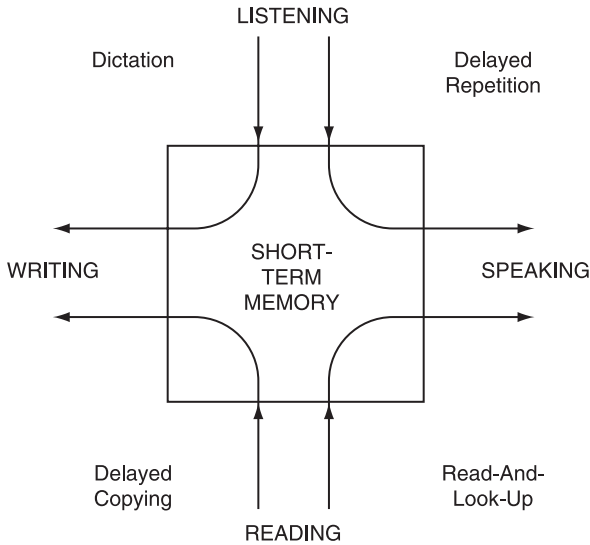 LISTENING
Dictation
Delayed
Repetition
WRITING
SHORT-
TERM
MEMORY
SPEAKING
Delayed
Copying
Read-And-
Look-Up
READING